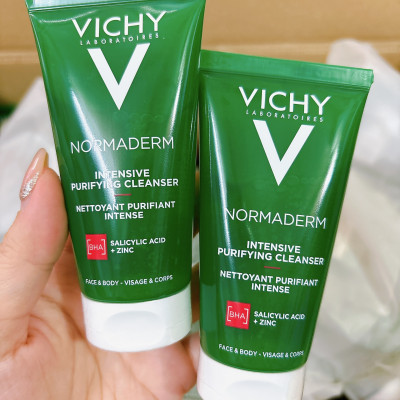 VICHY
LABORATOIRES
NORMADERM
INTENSIVE
PURIFYING CLEANSER
NETTOYANT PURIFIANT
INTENSE
BHA
SALICYLIC ACID
+ ZINC
FACE & BODY - VISAGE & CORPS
VICHY
LABORATOIRES
NORMADERM
INTENSIVE
PURIFYING CLEANSER
NETTOYANT PURIFIANT
INTENSE
BHA
SALICYLIC ACID
+ ZINC
FACE & BODY - VISAGE & CORPS